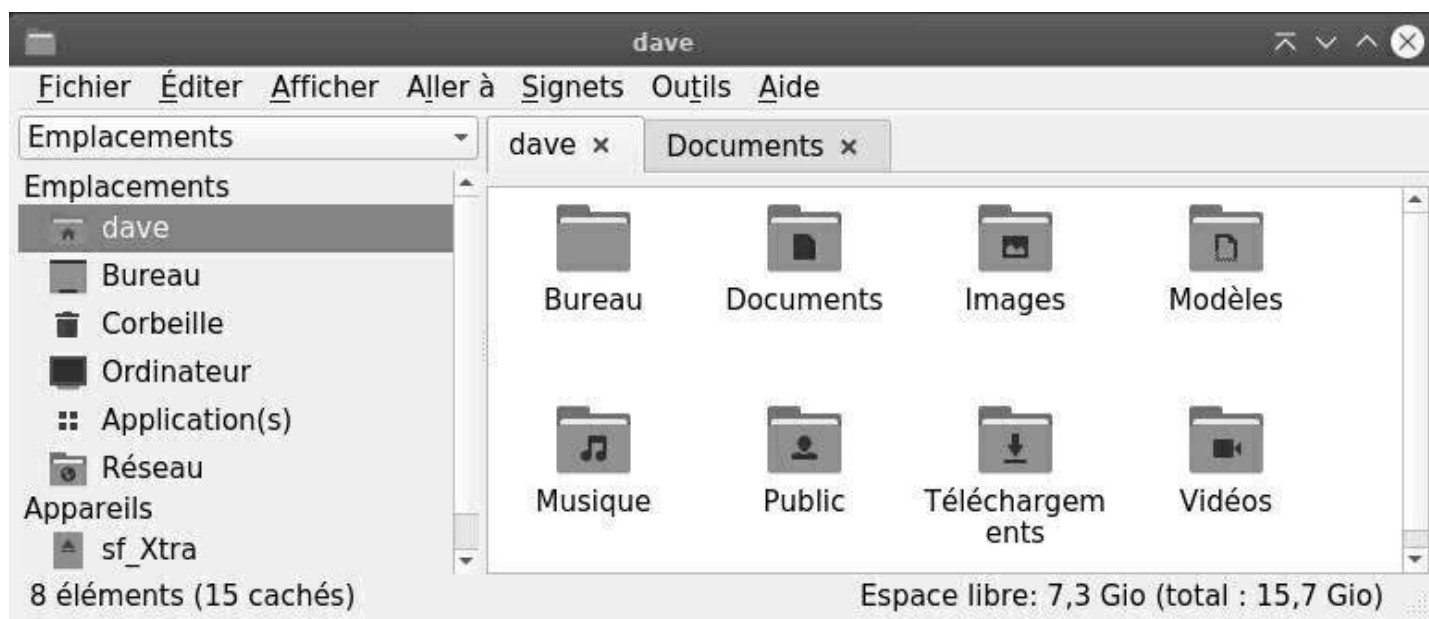 dave
Fichier Éditer Afficher Aller à Signets Outils Aide
Emplacements
dave
Documents
Emplacements
dave
Bureau
Corbeille
Ordinateur
Application(s)
Réseau
Appareils
sf_Xtra
Bureau
Documents
Images
Modèles
Musique
Public
Téléchargem
ents
Vidéos
8 éléments (15 cachés)
Espace libre: 7,3 Gio (total : 15,7 Gio)